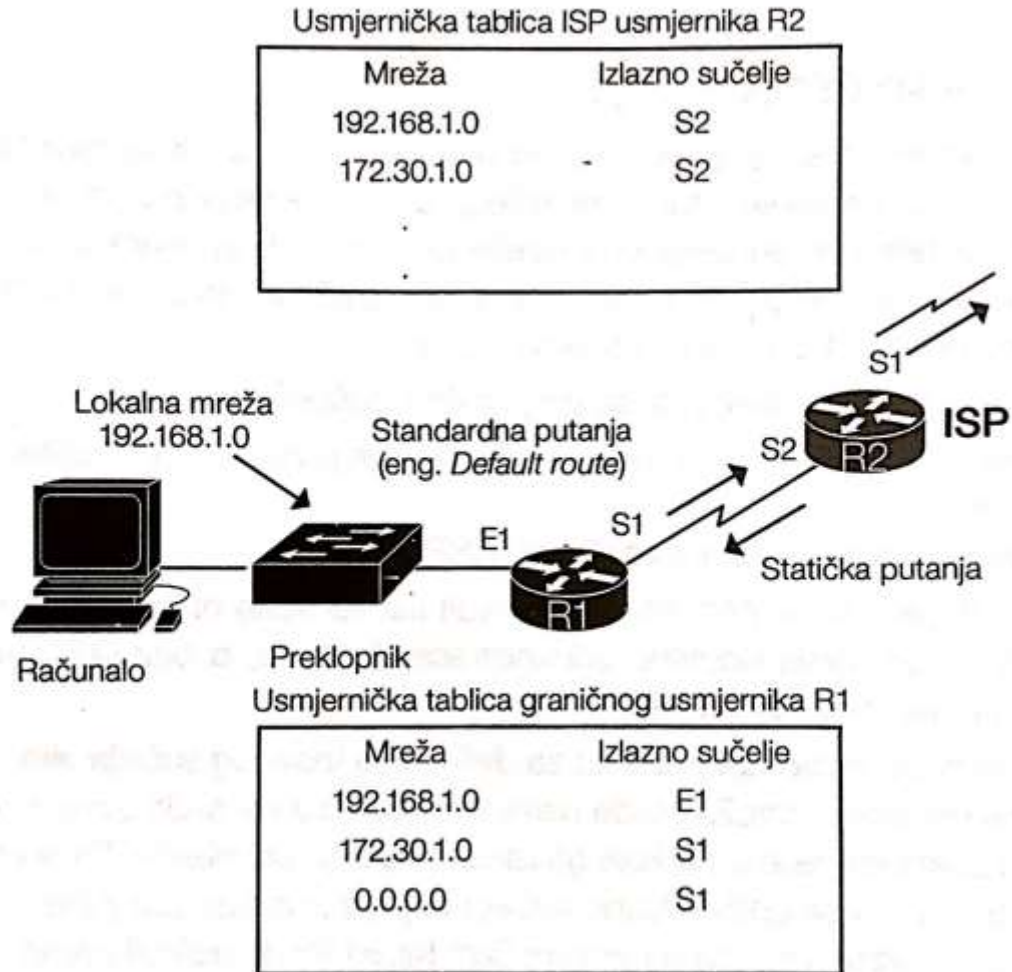 Usmjernička tablica ISP usmjernika R2
Mreža Izlazno sučelje
192.168.1.0 S2
172.30.1.0 S2
S1
ISP
R2
S2
Lokalna mreža
192.168.1.0
Standardna putanja
(eng. Default route)
S1
E1
R1
Statička putanja
Računalo
Preklopnik
Usmjernička tablica graničnog usmjernika R1
Mreža Izlazno sučelje
192.168.1.0 E1
172.30.1.0 S1
0.0.0.0 S1